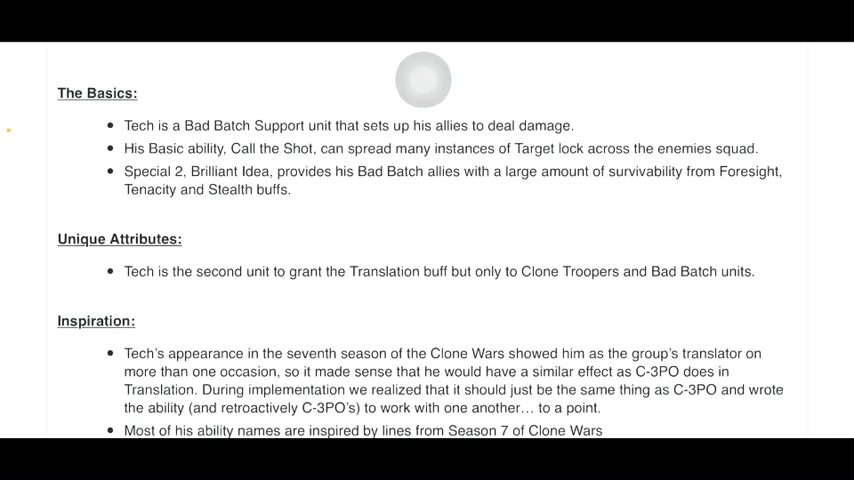 The Basics:
● Tech is a Bad Batch Support unit that sets up his allies to deal damage.
● His Basic ability, Call the Shot, can spread many instances of Target lock across the enemies squad.
● Special 2, Brilliant Idea, provides his Bad Batch allies with a large amount of survivability from Foresight,
Tenacity and Stealth buffs.
Unique Attributes:
● Tech is the second unit to grant the Translation buff but only to Clone Troopers and Bad Batch units.
Inspiration:
● Tech's appearance in the seventh season of the Clone Wars showed him as the group's translator on
more than one occasion, so it made sense that he would have a similar effect as C-3PO does in
Translation. During implementation we realized that it should just be the same thing as C-3PO and wrote
the ability (and retroactively C-3PO's) to work with one another… to a point.
● Most of his ability names are inspired by lines from Season 7 of Clone Wars